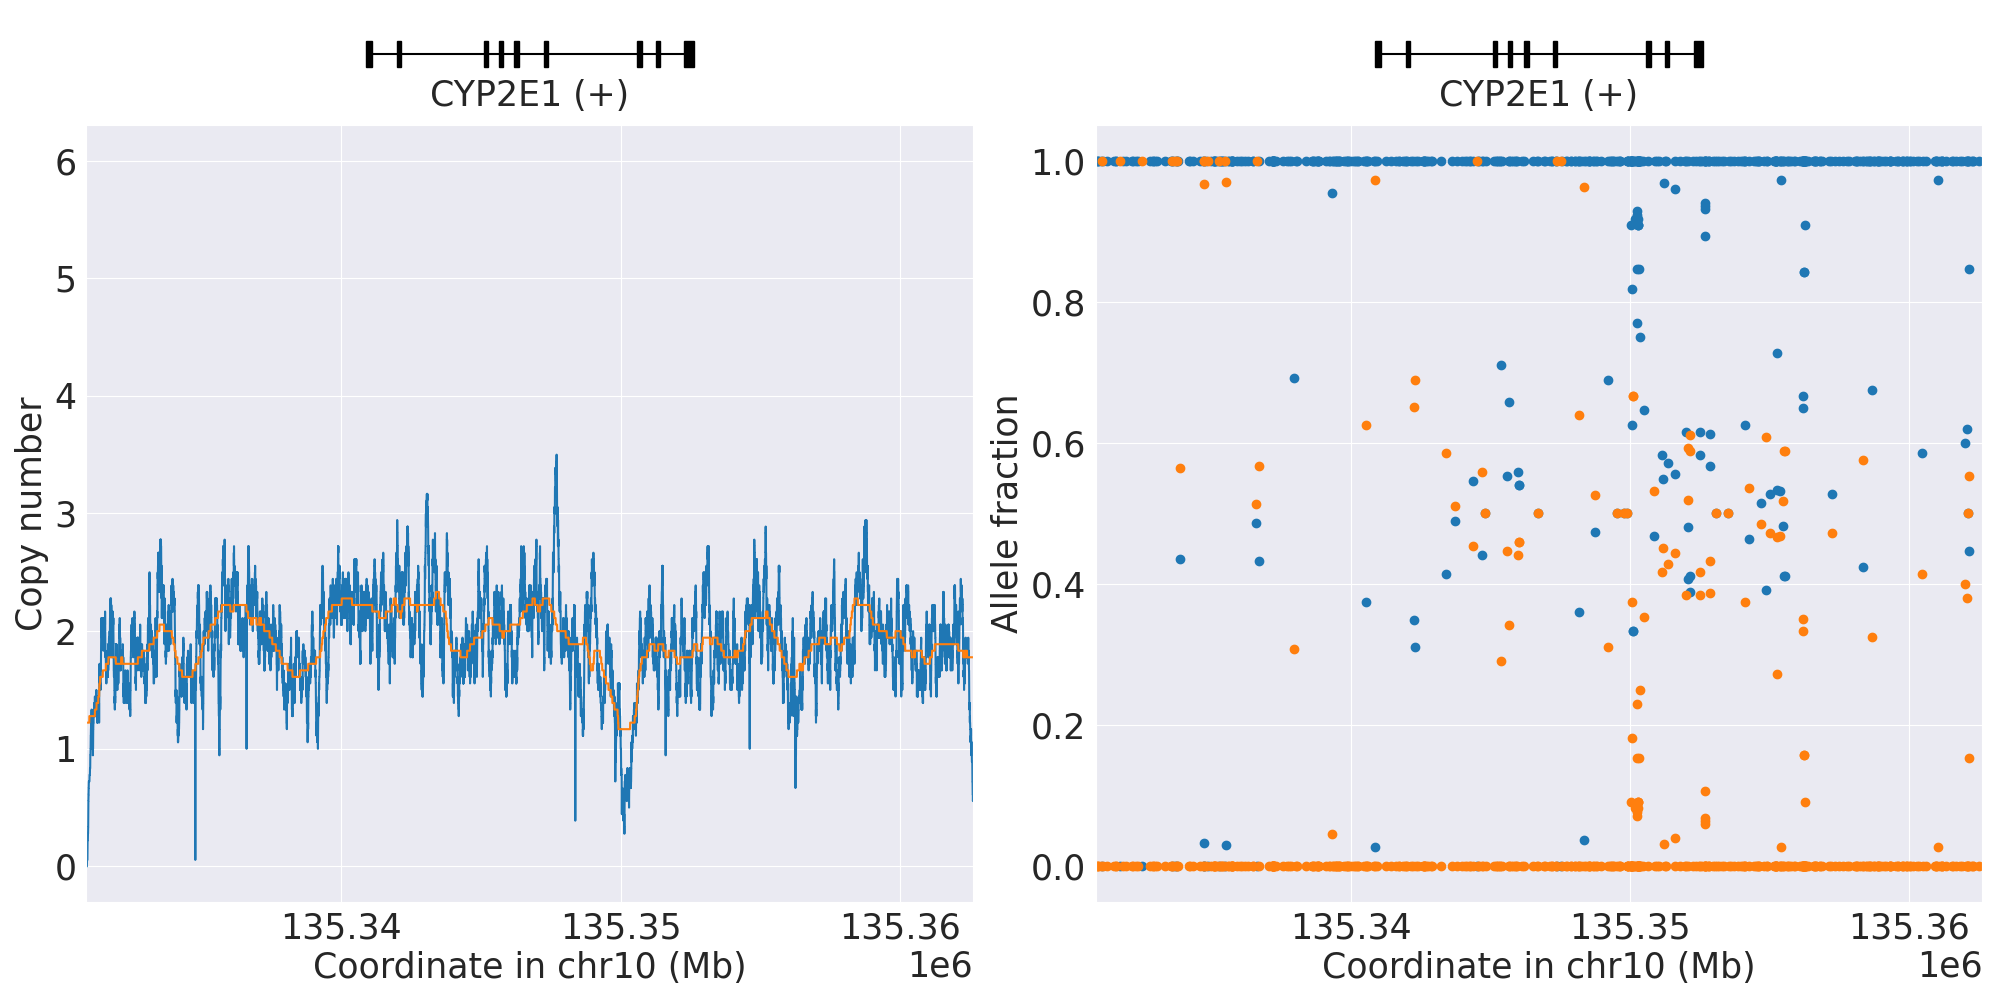 CYP2E1 (+)
6
5
4
3
2
1
0
Copy number
135.34 135.35 135.36
Coordinate in chr10 (Mb)
1e6
CYP2E1 (+)
1.0
0.8
0.6
0.4
0.2
0.0
Allele fraction
135.34 135.35 135.36
Coordinate in chr10 (Mb)
1e6